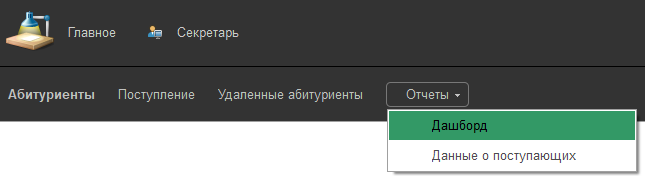 Главное Секретарь
Абитуриенты Поступление Удаленные абитуриенты Отчеты
Дашборд
Данные о поступающих